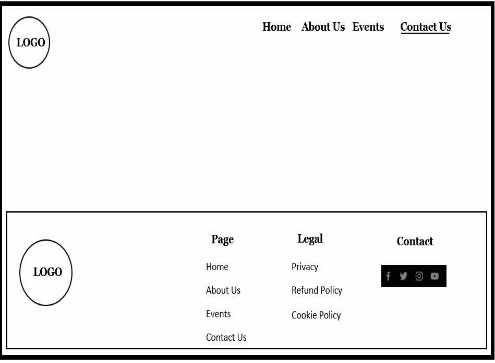 LOGO Home About Us Events Contact Us
Page Legal Contact
LOGO
Home Privacy
About Us Refund Policy
Events Cookie Policy
Contact Us